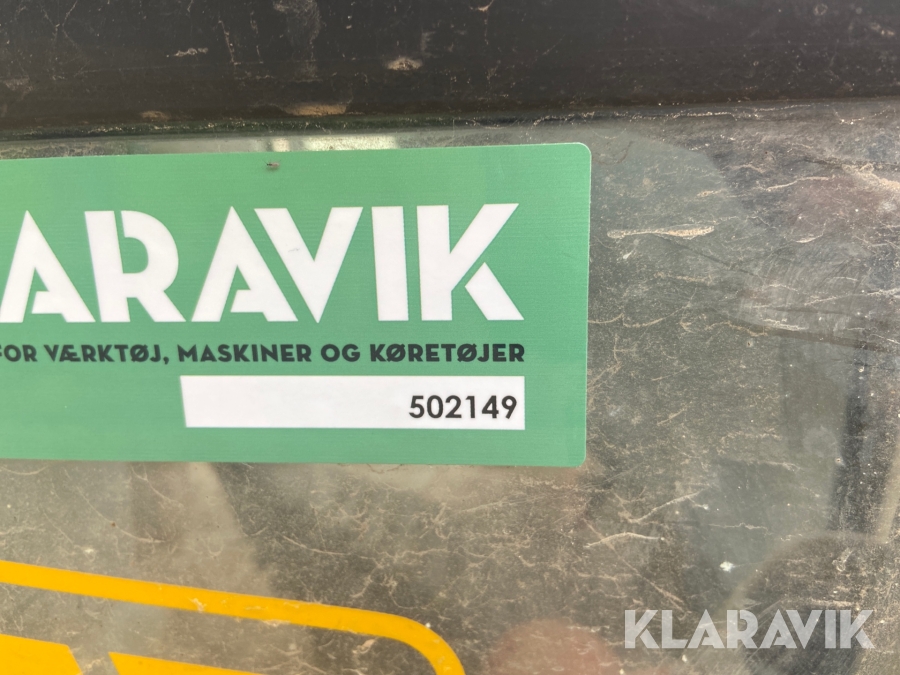 ARAVIK
FOR VÆRKTØJ, MASKINER OG KØRETØJER
502149
KLARAVIK